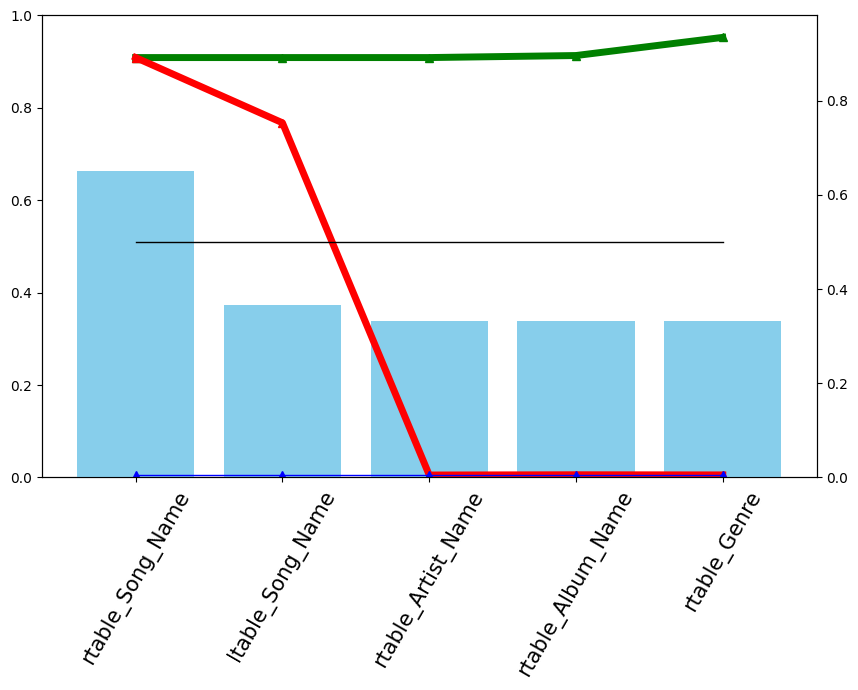 1.0
0.8
0.6
0.4
0.2
0.0
0.8
0.6
0.4
0.2
0.0
rtable_Song_Name
ltable_Song_Name
rtable_Artist_Name
rtable_Album_Name
rtable_Genre